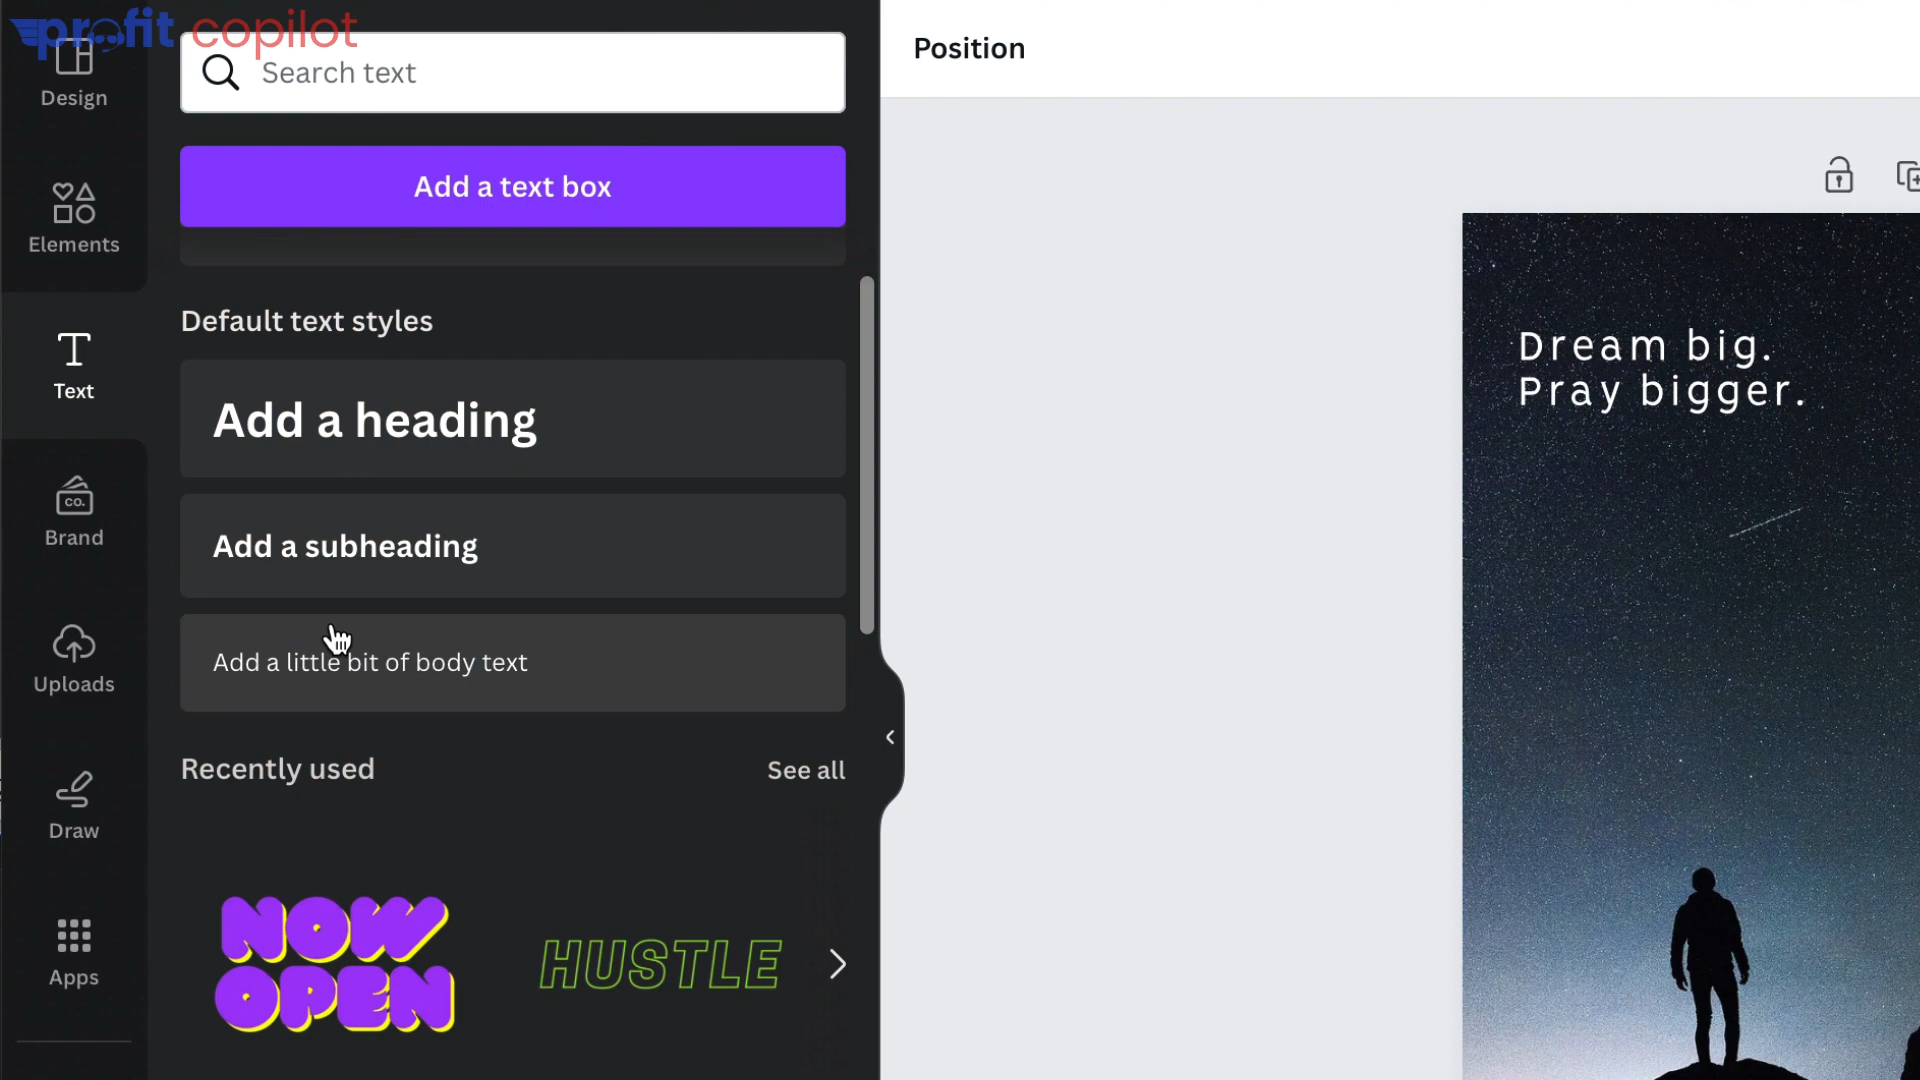 profit copilot
Design
Elements
Text
Brand
CO.
Uploads
Draw
Apps
Search text
Add a text box
Default text styles
Add a heading
Add a subheading
Add a little bit of body text
Recently used
See all
NOW
OPEN
HUSTLE
Position
Dream big.
Pray bigger.